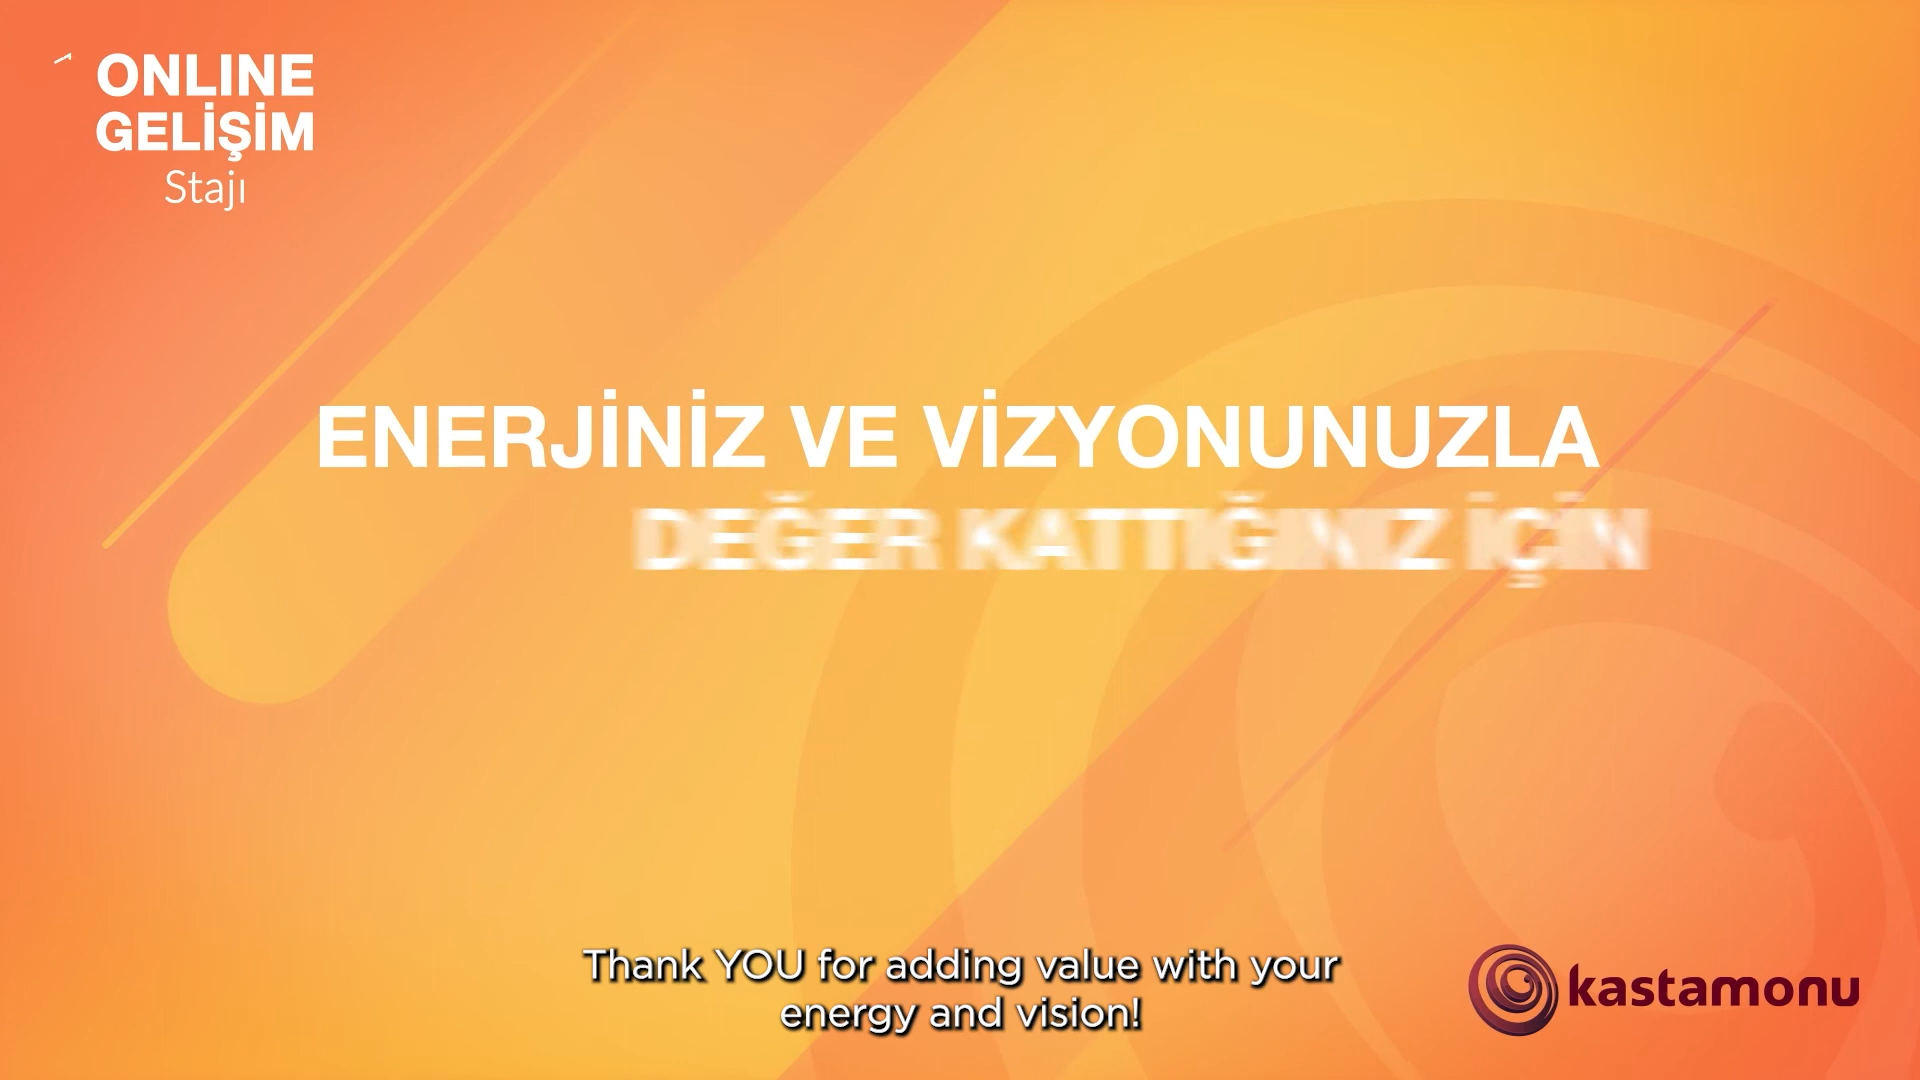 ONLINE
GELİŞİM
Stajı
ENERJİNİZ VE VİZYONUNUZLA
DEĞER KATTIĞINIZ İÇİN
Thank YOU for adding value with your
energy and vision!
kastamonu